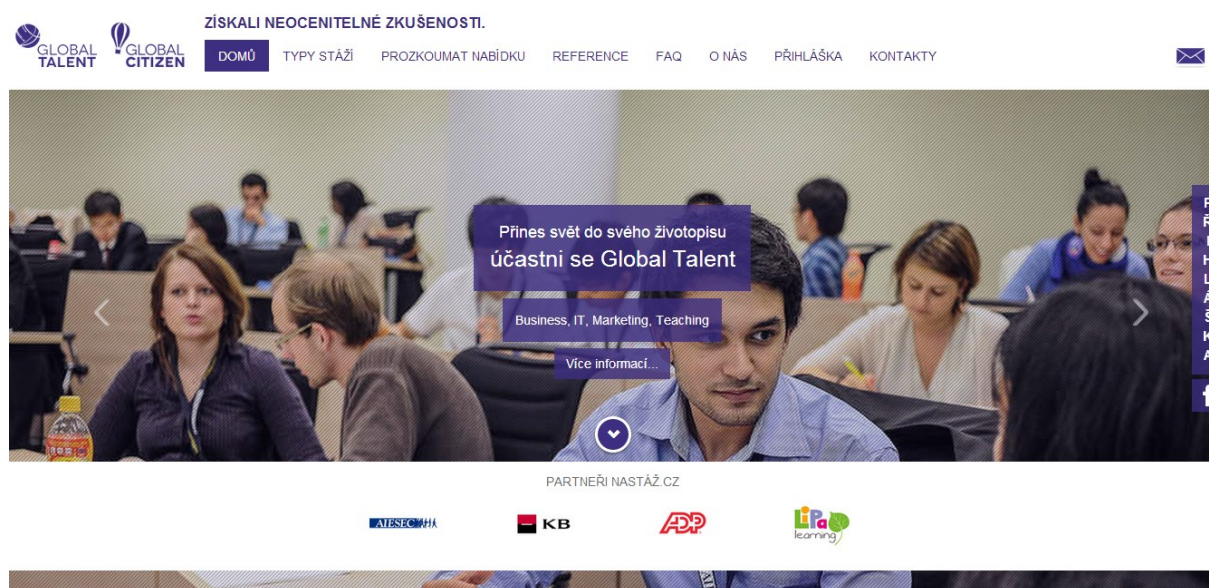 ZÍSKALI NEOCENITELNÉ ZKUŠENOSTI.
GLOBAL TALENT
GLOBAL CITIZEN
DOMŮ TYPY STÁŽÍ PROZKOUMAT NABÍDKU REFERENCE FAQ O NÁS PŘIHLÁŠKA KONTAKTY
Přines svět do svého životopisu
účastni se Global Talent
Business, IT, Marketing, Teaching
Více informací...
PŘIHLÁŠKA
PARTNEŘI NASTÁŽ.CZ
AIESEC KB ADP LiPa learning